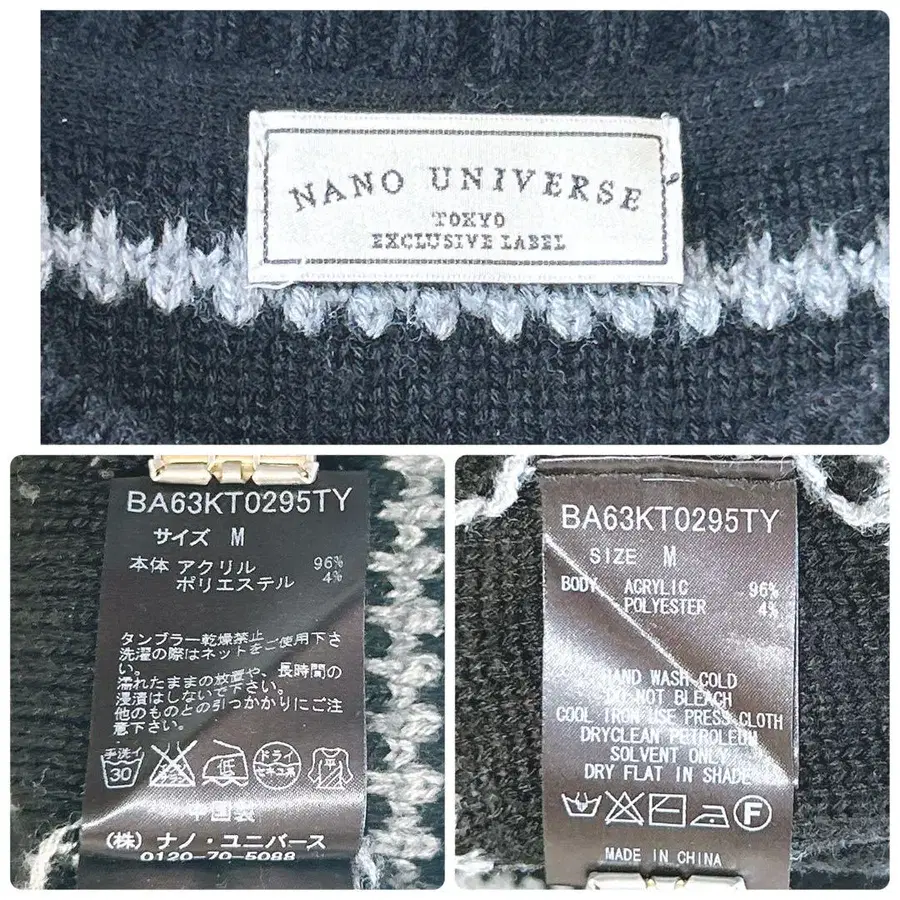 NANO UNIVERSE
TOKYO
EXCLUSIVE LABEL
BA63KT0295TY
サイズ M
本体 アクリル 96%
ポリエステル 4%
タンブラー乾燥禁止
洗濯の際はネットをご使用下さ
い。
濡れたままの放置や、長時間の
浸漬はしないで下さい。
他のものとの引っかかりにご注
意下さい。
手洗イ
30
低
ドライ
セキユ系
平
中国製
(株) ナノ・ユニバース
0120-70-5088
BA63KT0295TY
SIZE M
BODY ACRYLIC 96%
POLYESTER 4%
HAND WASH COLD
DO NOT BLEACH
COOL IRON USE PRESS CLOTH
DRYCLEAN PETROLEUM
SOLVENT ONLY
DRY FLAT IN SHADE
F
MADE IN CHINA